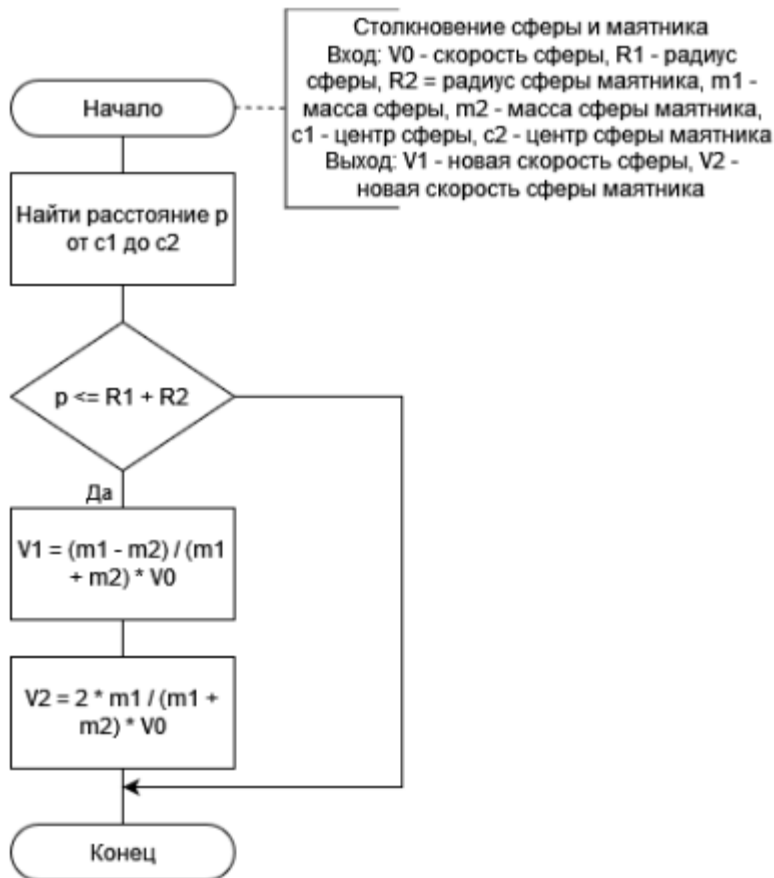 Столкновение сферы и маятника
Вход: V0 - скорость сферы, R1 - радиус
сферы, R2 = радиус сферы маятника, m1 -
масса сферы, m2 - масса сферы маятника,
c1 - центр сферы, c2 - центр сферы маятника
Выход: V1 - новая скорость сферы, V2 -
новая скорость сферы маятника
Начало
Найти расстояние p
от c1 до c2
p <= R1 + R2
Да
V1 = (m1 - m2) / (m1
+ m2) * V0
V2 = 2 * m1 / (m1 +
m2) * V0
Конец